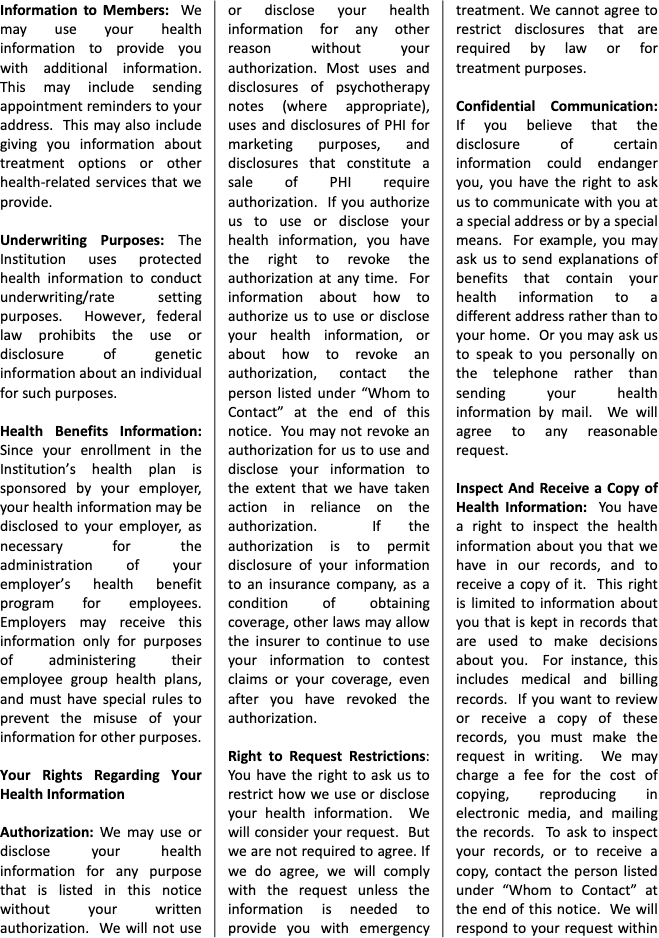 Information to Members: We
may use your health
information to provide you
with additional information.
This may include sending
appointment reminders to your
address. This may also include
giving you information about
treatment options or other
health-related services that we
provide.
Underwriting Purposes: The
Institution uses protected
health information to conduct
underwriting/rate setting
purposes. However, federal
law prohibits the use or
disclosure of genetic
information about an individual
for such purposes.
Health Benefits Information:
Since your enrollment in the
Institution’s health plan is
sponsored by your employer,
your health information may be
disclosed to your employer, as
necessary for the
administration of your
employer’s health benefit
program for employees.
Employers may receive this
information only for purposes
of administering their
employee group health plans,
and must have special rules to
prevent the misuse of your
information for other purposes.
Your Rights Regarding Your
Health Information
Authorization: We may use or
disclose your health
information for any purpose
that is listed in this notice
without your written
authorization. We will not use
or disclose your health
information for any other
reason without your
authorization. Most uses and
disclosures of psychotherapy
notes (where appropriate),
uses and disclosures of PHI for
marketing purposes, and
disclosures that constitute a
sale of PHI require
authorization. If you authorize
us to use or disclose your
health information, you have
the right to revoke the
authorization at any time. For
information about how to
authorize us to use or disclose
your health information, or
about how to revoke an
authorization, contact the
person listed under “Whom to
Contact” at the end of this
notice. You may not revoke an
authorization for us to use and
disclose your information to
the extent that we have taken
action in reliance on the
authorization. If the
authorization is to permit
disclosure of your information
to an insurance company, as a
condition of obtaining
coverage, other laws may allow
the insurer to continue to use
your information to contest
claims or your coverage, even
after you have revoked the
authorization.
Right to Request Restrictions:
You have the right to ask us to
restrict how we use or disclose
your health information. We
will consider your request. But
we are not required to agree. If
we do agree, we will comply
with the request unless the
information is needed to
provide you with emergency
treatment. We cannot agree to
restrict disclosures that are
required by law or for
treatment purposes.
Confidential Communication:
If you believe that the
disclosure of certain
information could endanger
you, you have the right to ask
us to communicate with you at
a special address or by a special
means. For example, you may
ask us to send explanations of
benefits that contain your
health information to a
different address rather than to
your home. Or you may ask us
to speak to you personally on
the telephone rather than
sending your health
information by mail. We will
agree to any reasonable
request.
Inspect And Receive a Copy of
Health Information: You have
a right to inspect the health
information about you that we
have in our records, and to
receive a copy of it. This right
is limited to information about
you that is kept in records that
are used to make decisions
about you. For instance, this
includes medical and billing
records. If you want to review
or receive a copy of these
records, you must make the
request in writing. We may
charge a fee for the cost of
copying, reproducing in
electronic media, and mailing
the records. To ask to inspect
your records, or to receive a
copy, contact the person listed
under “Whom to Contact” at
the end of this notice. We will
respond to your request within